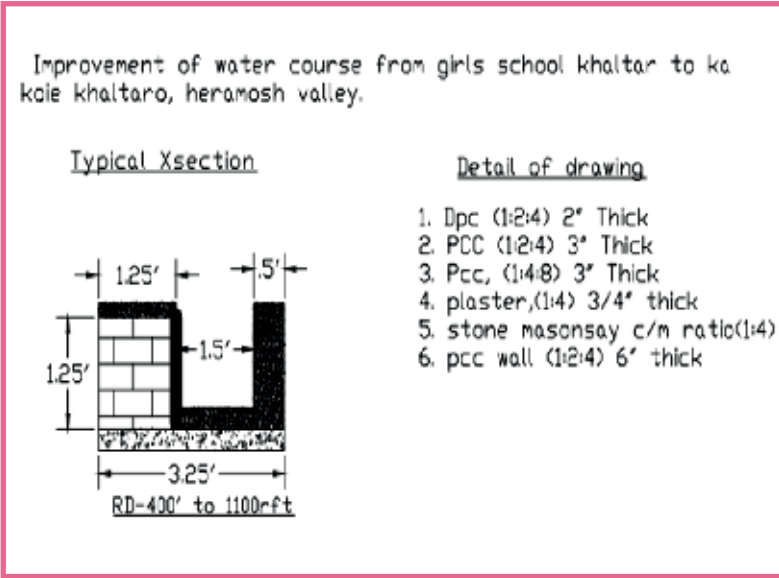 Improvement of water course from girls school khaltar to ka
koie khaltaro, heramosh valley.
Typical Xsection
1.25'
.5'
1.5'
1.25'
3.25'
RD-400' to 1100rft
Detail of drawing
1. Dpc (1:2:4) 2" Thick
2. PCC (1:2:4) 3" Thick
3. Pcc, (1:4:8) 3" Thick
4. plaster,(1:4) 3/4" thick
5. stone masonsay c/m ratio(1:4)
6. pcc wall (1:2:4) 6" thick